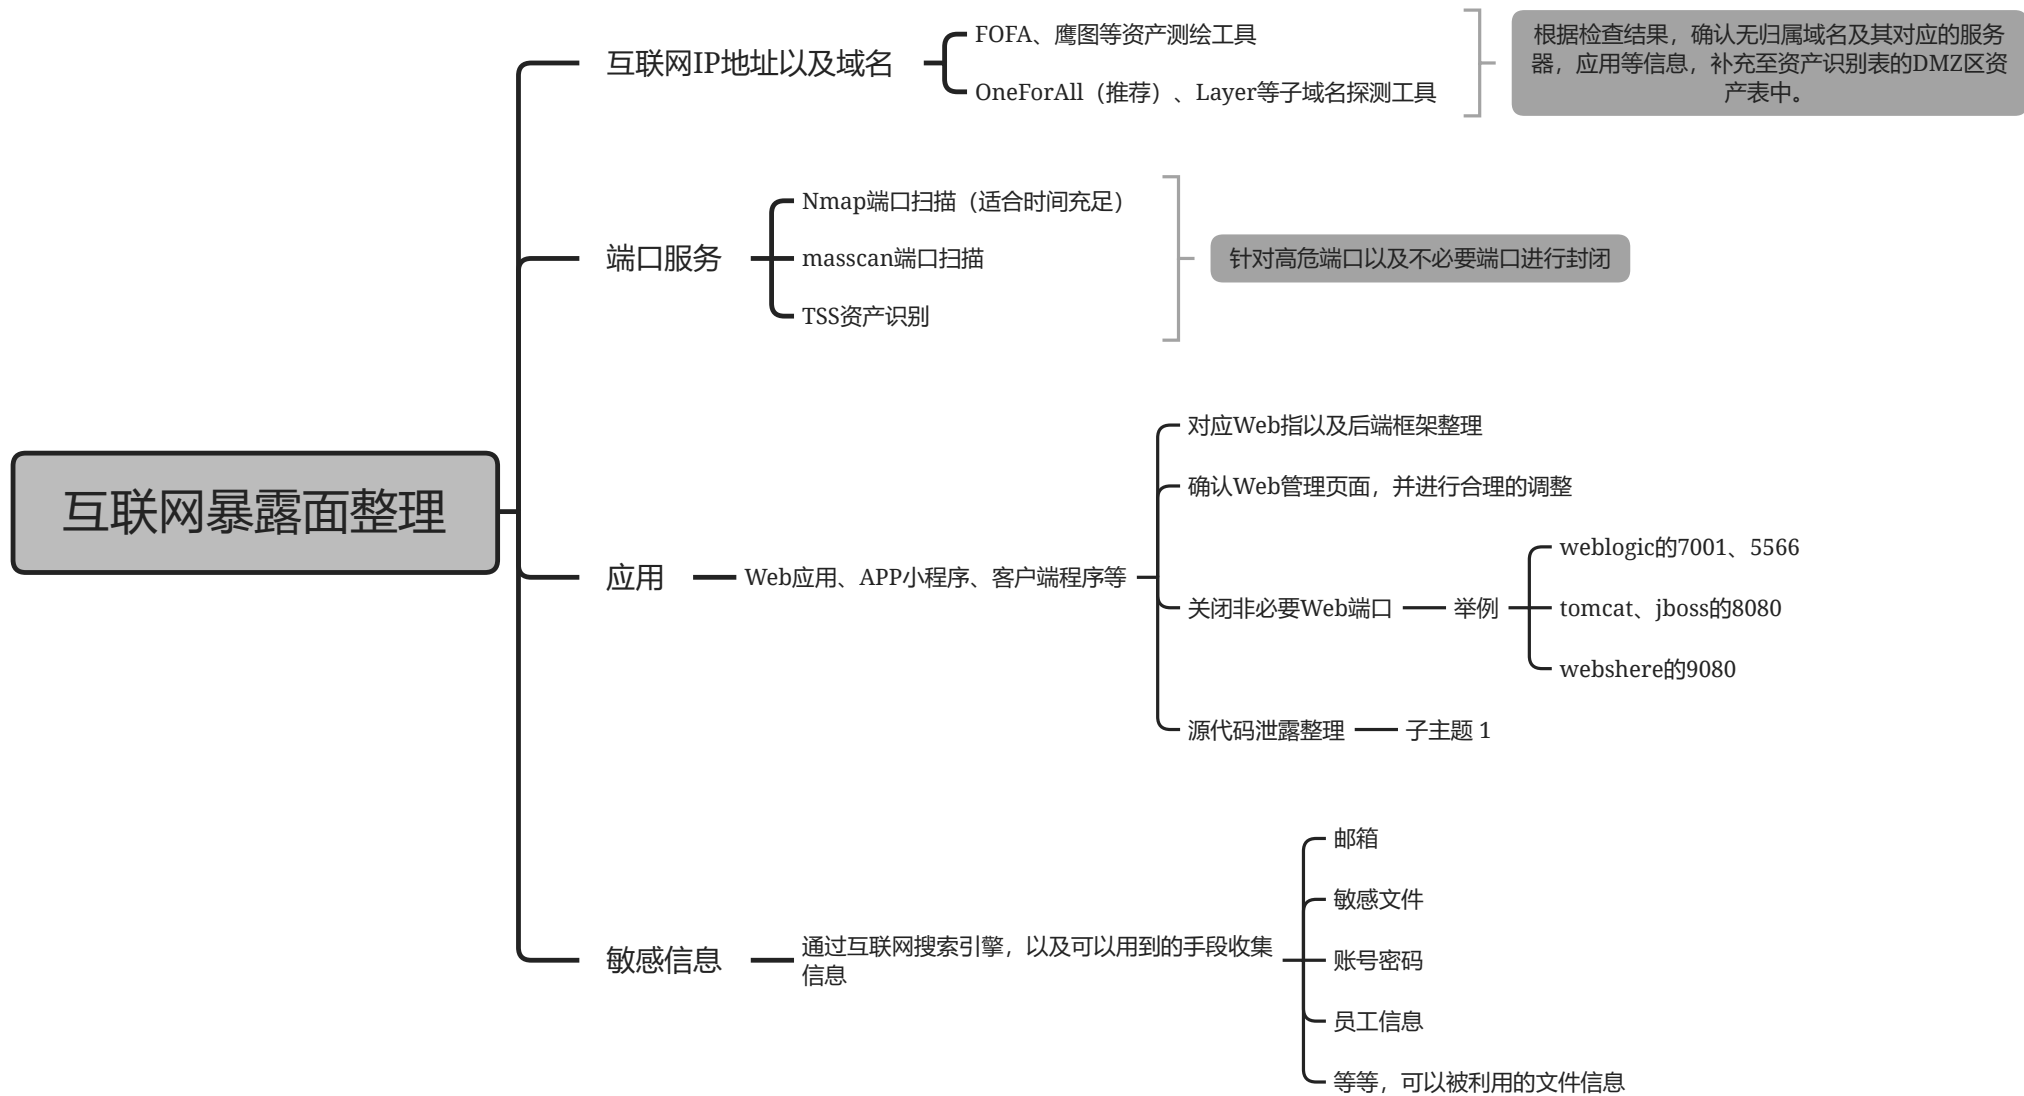 互联网暴露面整理
互联网IP地址以及域名
FOFA、鹰图等资产测绘工具
OneForAll（推荐）、Layer等子域名探测工具
根据检查结果，确认无归属域名及其对应的服务
器，应用等信息，补充至资产识别表的DMZ区资
产表中。
端口服务
Nmap端口扫描（适合时间充足）
masscan端口扫描
TSS资产识别
针对高危端口以及不必要端口进行封闭
应用
Web应用、APP小程序、客户端程序等
对应Web指以及后端框架整理
确认Web管理页面，并进行合理的调整
关闭非必要Web端口
举例
weblogic的7001、5566
tomcat、jboss的8080
webshere的9080
源代码泄露整理
子主题 1
敏感信息
通过互联网搜索引擎，以及可以用到的手段收集
信息
邮箱
敏感文件
账号密码
员工信息
等等，可以被利用的文件信息